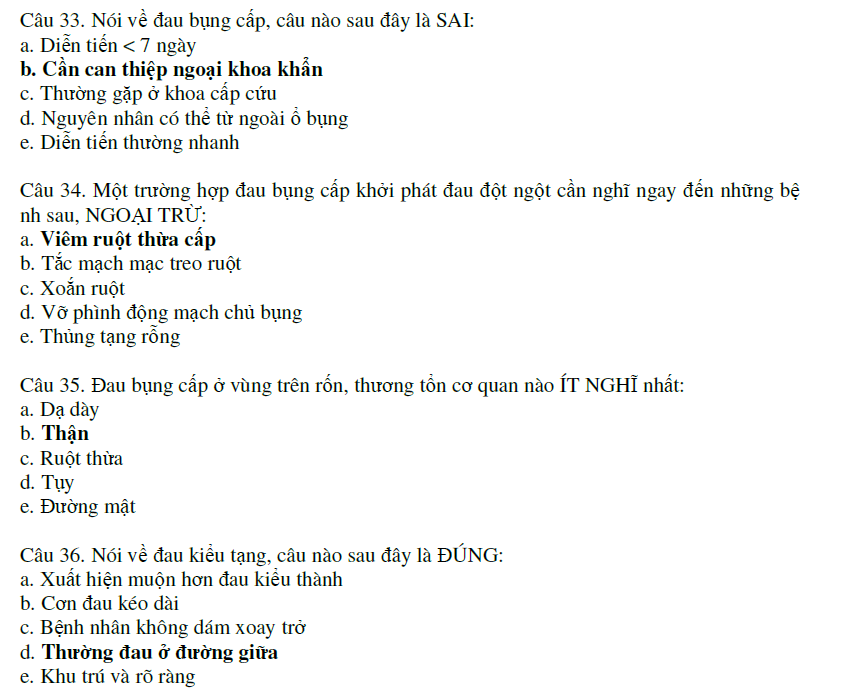 Câu 33. Nói về đau bụng cấp, câu nào sau đây là SAI:
a. Diễn tiến < 7 ngày
b. Cần can thiệp ngoại khoa khẩn
c. Thường gặp ở khoa cấp cứu
d. Nguyên nhân có thể từ ngoài ổ bụng
e. Diễn tiến thường nhanh
Câu 34. Một trường hợp đau bụng cấp khởi phát đau đột ngột cần nghĩ ngay đến những bệ
nh sau, NGOẠI TRỪ:
a. Viêm ruột thừa cấp
b. Tắc mạch mạc treo ruột
c. Xoắn ruột
d. Vỡ phình động mạch chủ bụng
e. Thủng tạng rỗng
Câu 35. Đau bụng cấp ở vùng trên rốn, thương tổn cơ quan nào ÍT NGHĨ nhất:
a. Dạ dày
b. Thận
c. Ruột thừa
d. Tụy
e. Đường mật
Câu 36. Nói về đau kiểu tạng, câu nào sau đây là ĐÚNG:
a. Xuất hiện muộn hơn đau kiểu thành
b. Cơn đau kéo dài
c. Bệnh nhân không dám xoay trở
d. Thường đau ở đường giữa
e. Khu trú và rõ ràng